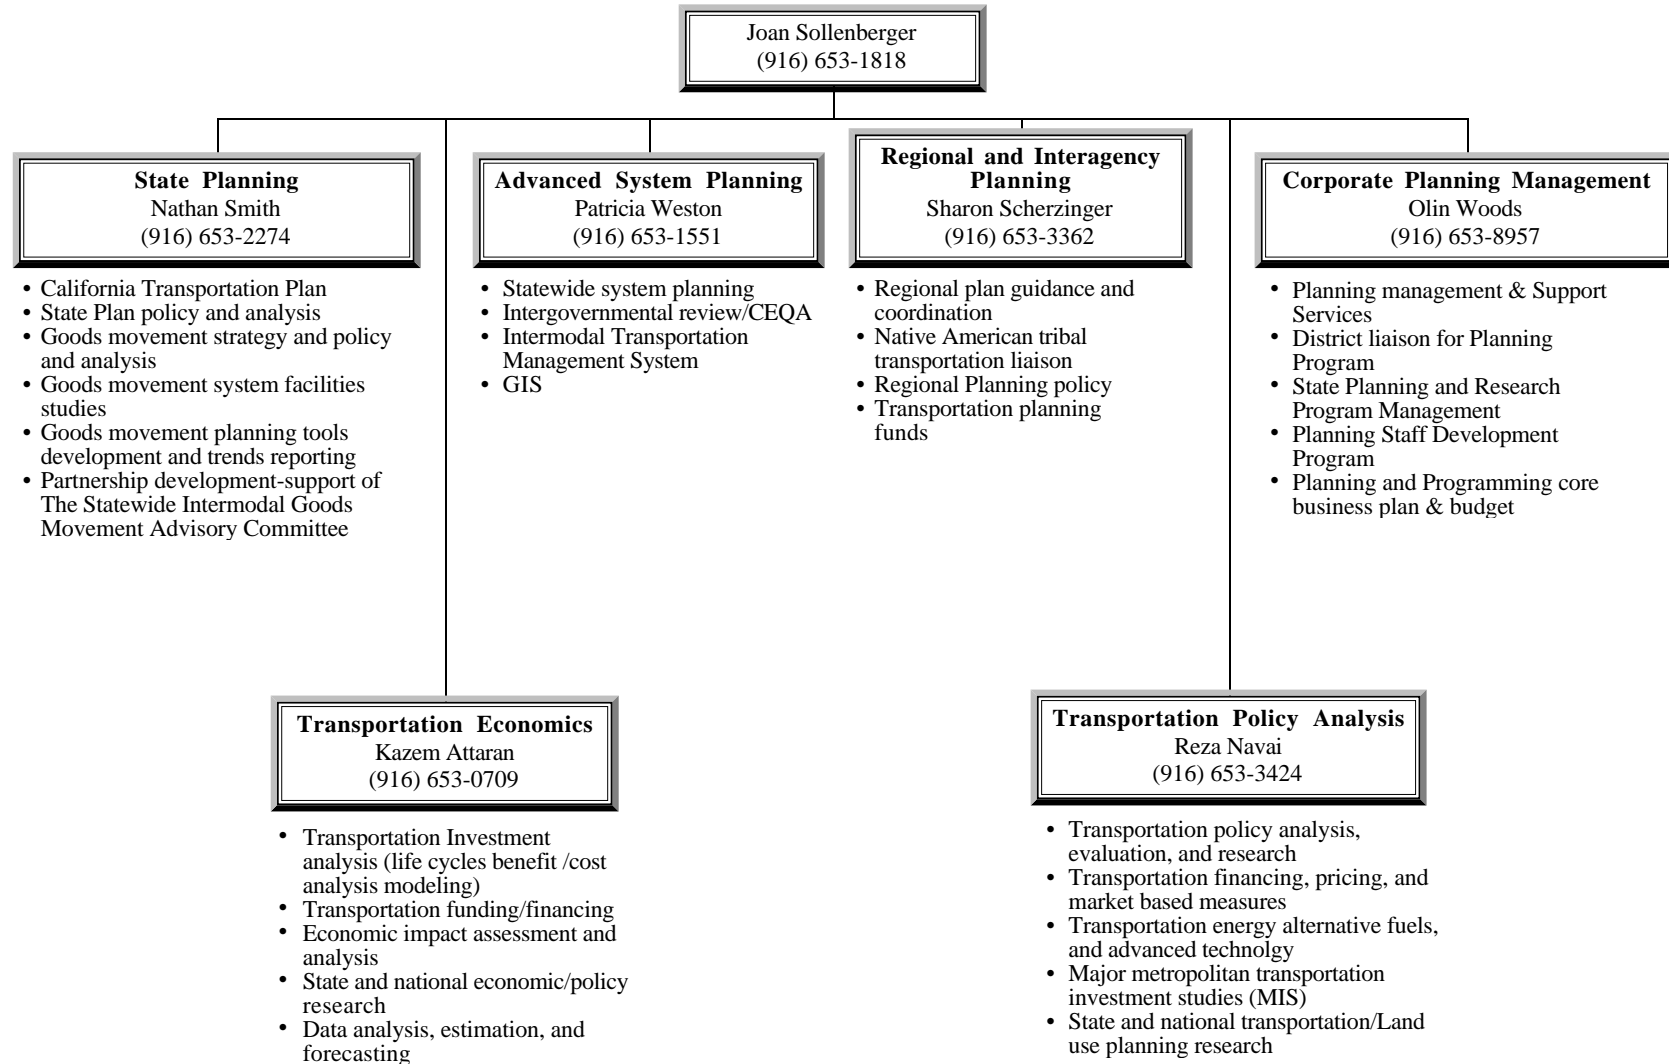 Joan Sollenberger
(916) 653-1818
State Planning
Nathan Smith
(916) 653-2274
• California Transportation Plan
• State Plan policy and analysis
• Goods movement strategy and policy
and analysis
• Goods movement system facilities
studies
• Goods movement planning tools
development and trends reporting
• Partnership development-support of
The Statewide Intermodal Goods
Movement Advisory Committee
Advanced System Planning
Patricia Weston
(916) 653-1551
• Statewide system planning
• Intergovernmental review/CEQA
• Intermodal Transportation
Management System
• GIS
Regional and Interagency
Planning
Sharon Scherzinger
(916) 653-3362
• Regional plan guidance and
coordination
• Native American tribal
transportation liaison
• Regional Planning policy
• Transportation planning
funds
Corporate Planning Management
Olin Woods
(916) 653-8957
• Planning management & Support
Services
• District liaison for Planning
Program
• State Planning and Research
Program Management
• Planning Staff Development
Program
• Planning and Programming core
business plan & budget
Transportation Economics
Kazem Attaran
(916) 653-0709
• Transportation Investment
analysis (life cycles benefit /cost
analysis modeling)
• Transportation funding/financing
• Economic impact assessment and
analysis
• State and national economic/policy
research
• Data analysis, estimation, and
forecasting
Transportation Policy Analysis
Reza Navai
(916) 653-3424
• Transportation policy analysis,
evaluation, and research
• Transportation financing, pricing, and
market based measures
• Transportation energy alternative fuels,
and advanced technolgy
• Major metropolitan transportation
investment studies (MIS)
• State and national transportation/Land
use planning research